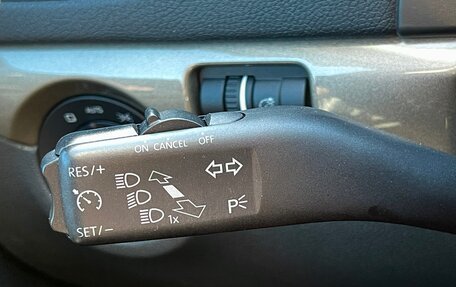 ON CANCEL OFF
RES/+
1x
P
SET/-